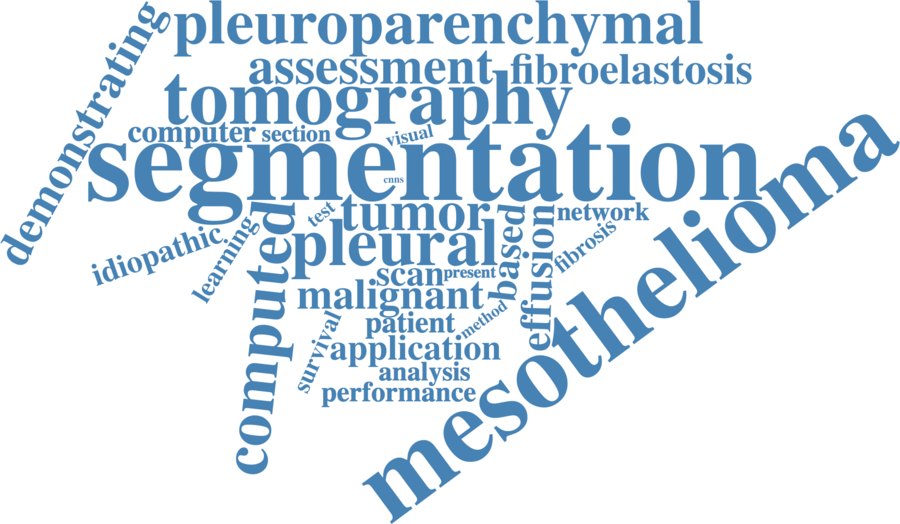 pleuroparenchymal
demonstrating
assessment
fibroelastosis
tomography
computer
section
visual
segmentation
cnns
mesothelioma
test
tumor
network
idiopathic
learning
computed
pleural
based
effusion
fibrosis
scan
present
malignant
method
patient
survival
application
analysis
performance